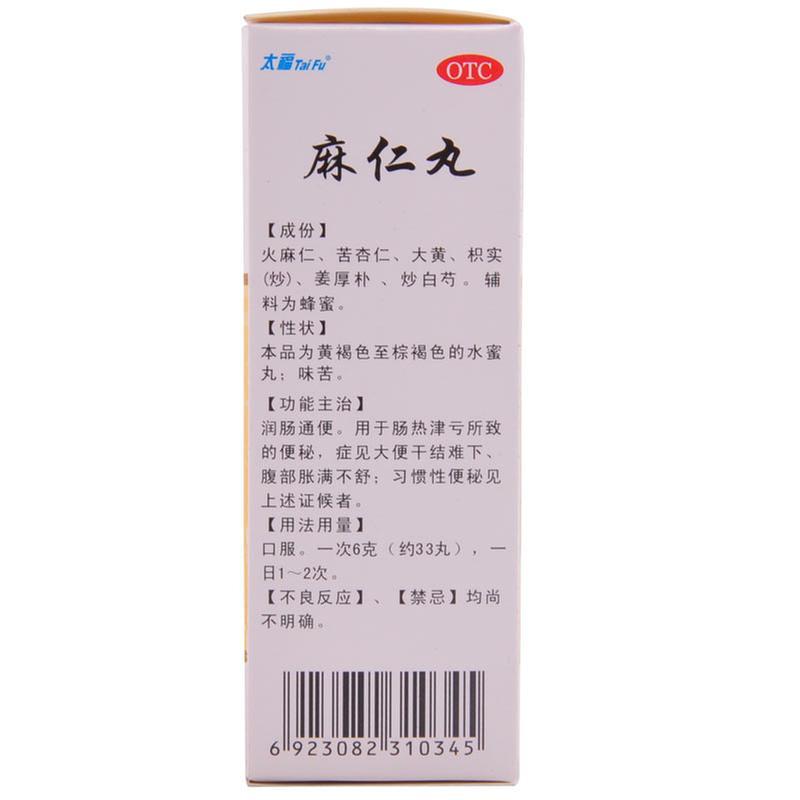 太福 Tai Fu®
OTC
麻仁丸
【成份】
火麻仁、苦杏仁、大黄、枳实
(炒)、姜厚朴、炒白芍。辅
料为蜂蜜。
【性状】
本品为黄褐色至棕褐色的水蜜
丸；味苦。
【功能主治】
润肠通便。用于肠热津亏所致
的便秘，症见大便干结难下、
腹部胀满不舒；习惯性便秘见
上述证候者。
【用法用量】
口服。一次6克（约33丸），一
日1～2次。
【不良反应】、【禁忌】均尚
不明确。
6 923082 310345